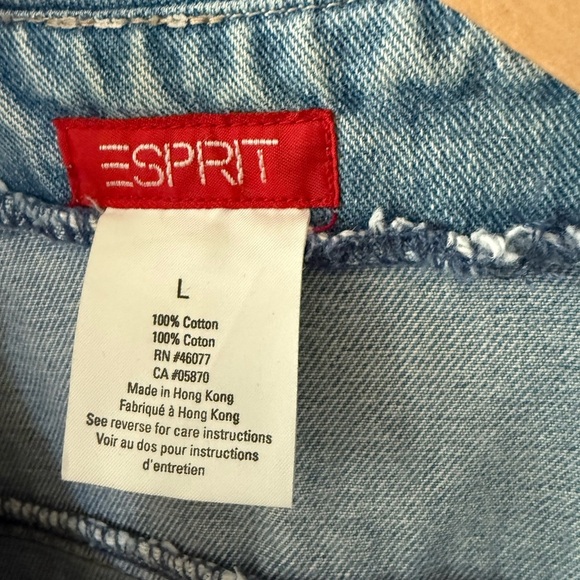 ESPRIT
L
100% Cotton
100% Coton
RN #46077
CA #05870
Made in Hong Kong
Fabriqué à Hong Kong
See reverse for care instructions
Voir au dos pour instructions
d'entretien